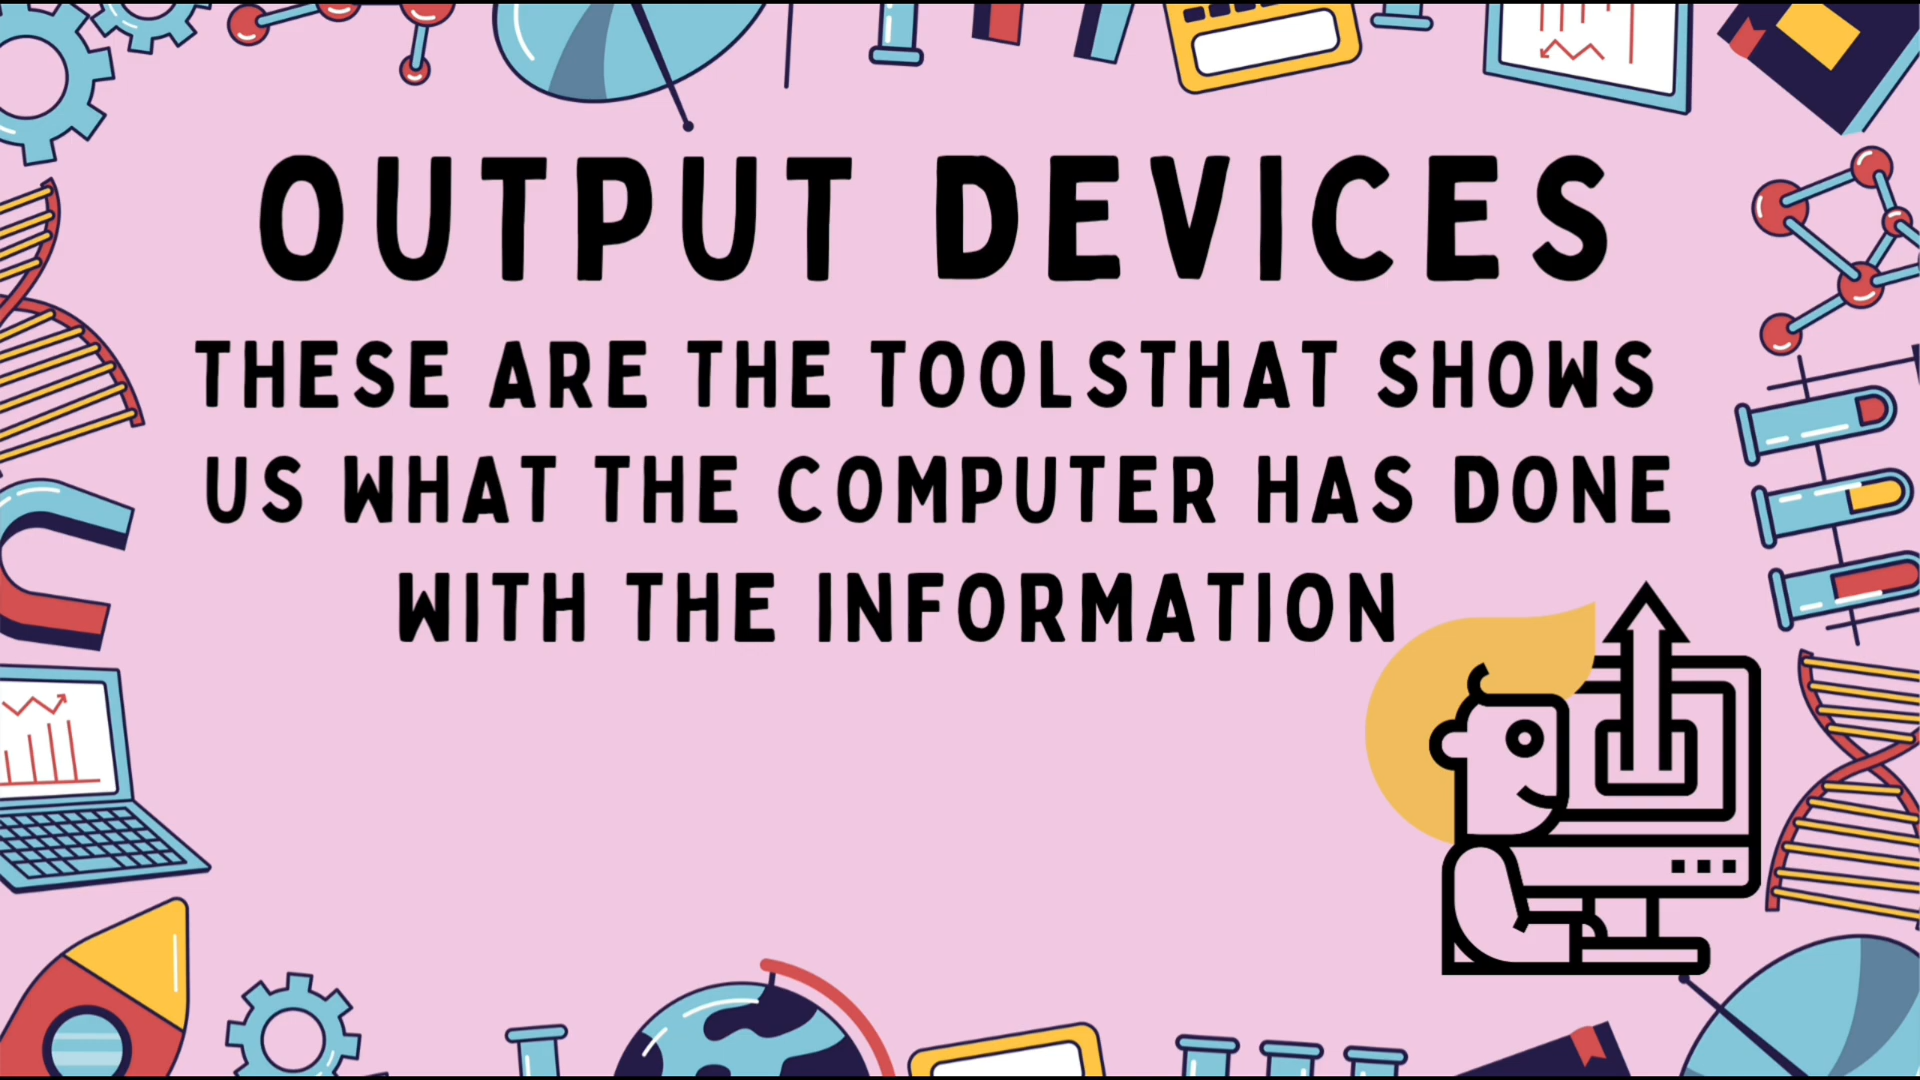 OUTPUT DEVICES
THESE ARE THE TOOLSTHAT SHOWS
US WHAT THE COMPUTER HAS DONE
WITH THE INFORMATION